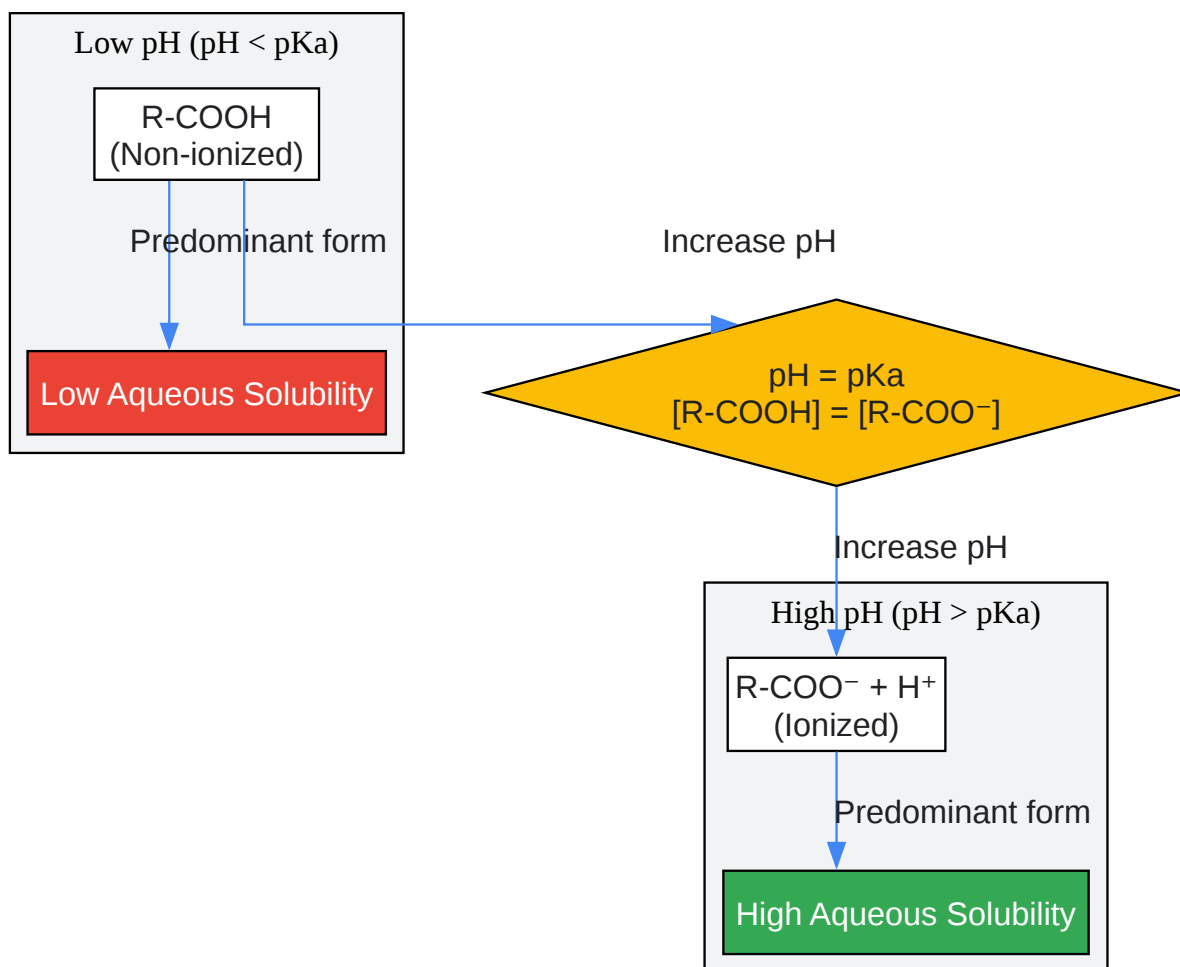 Low pH (pH < pKa)
R-COOH
(Non-ionized)
Predominant form
Low Aqueous Solubility
Increase pH
pH = pKa
[R-COOH] = [R-COO⁻]
Increase pH
High pH (pH > pKa)
R-COO⁻ + H⁺
(Ionized)
Predominant form
High Aqueous Solubility